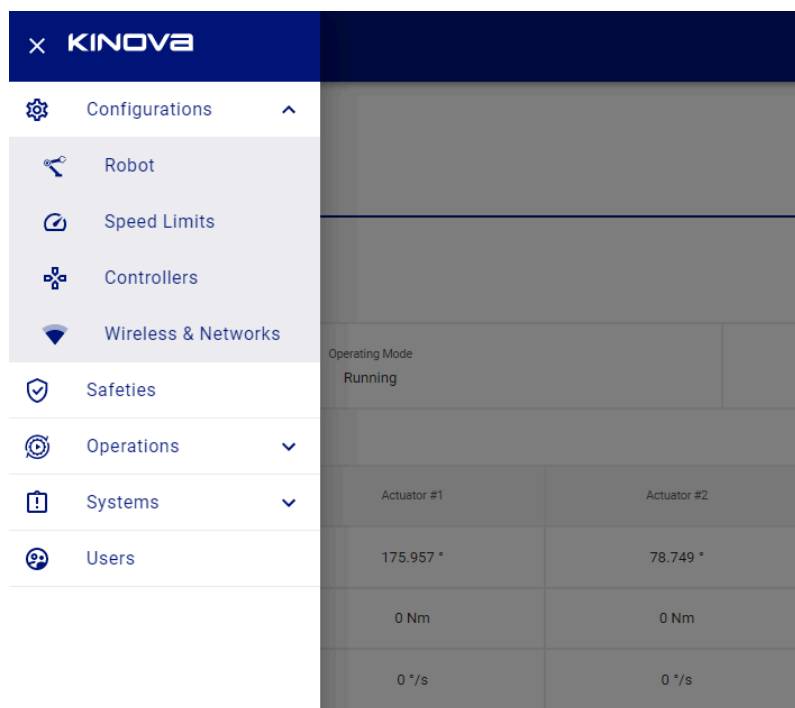 KINOVA
Configurations
Robot
Speed Limits
Controllers
Wireless & Networks
Safeties
Operations
Systems
Users
Operating Mode
Running
Actuator #1 Actuator #2
175.957 ° 78.749 °
0 Nm 0 Nm
0 °/s 0 °/s